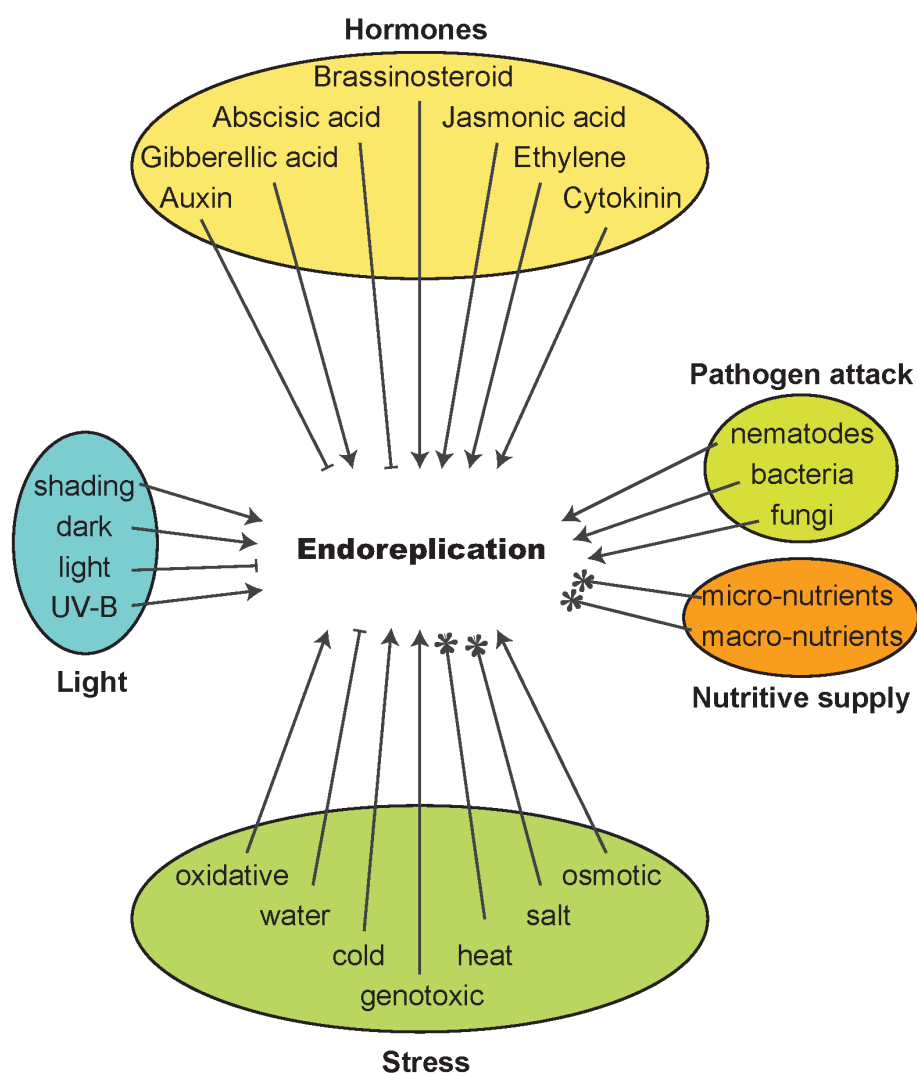 Hormones
Brassinosteroid
Abscisic acid
Jasmonic acid
Gibberellic acid
Ethylene
Auxin
Cytokinin
Pathogen attack
nematodes
bacteria
fungi
shading
dark
light
UV-B
Light
Endoreplication
micro-nutrients
macro-nutrients
Nutritive supply
oxidative
osmotic
water
salt
cold
heat
genotoxic
Stress